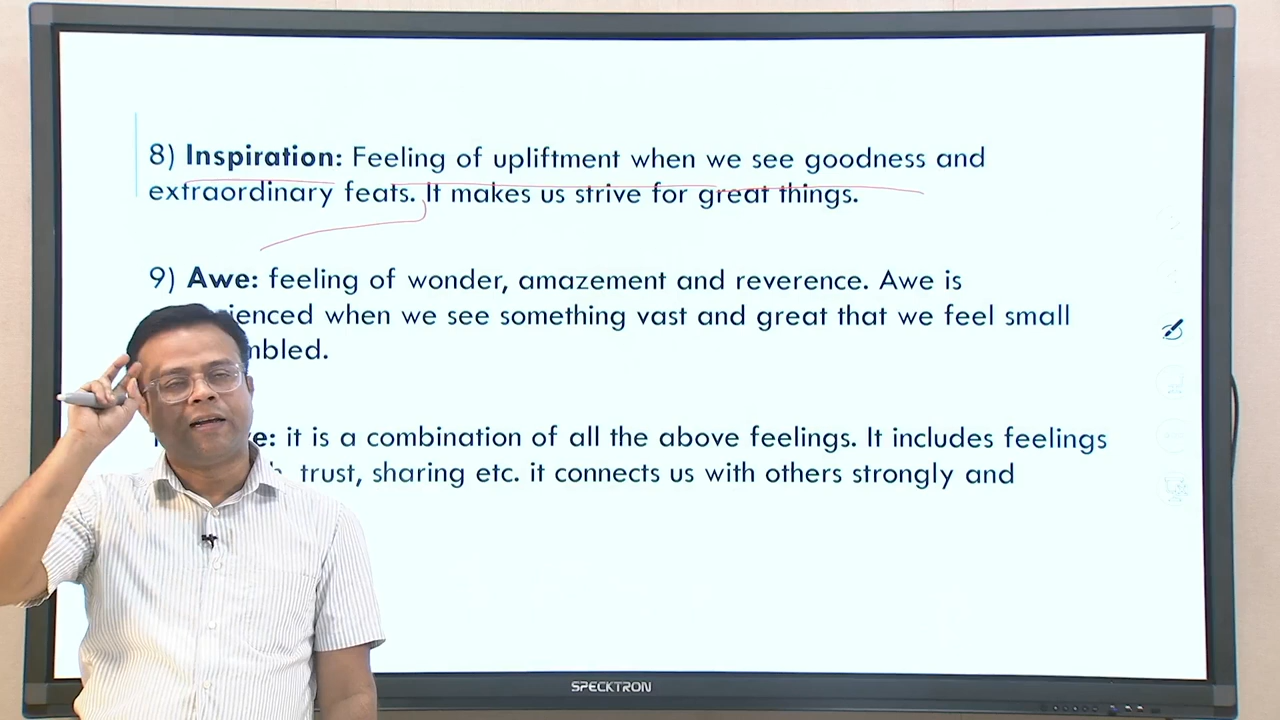 8) Inspiration: Feeling of upliftment when we see goodness and
extraordinary feats. It makes us strive for great things.
9) Awe: feeling of wonder, amazement and reverence. Awe is
ienced when we see something vast and great that we feel small
mbled.
e: it is a combination of all the above feelings. It includes feelings
trust, sharing etc. it connects us with others strongly and
SPECKTRON